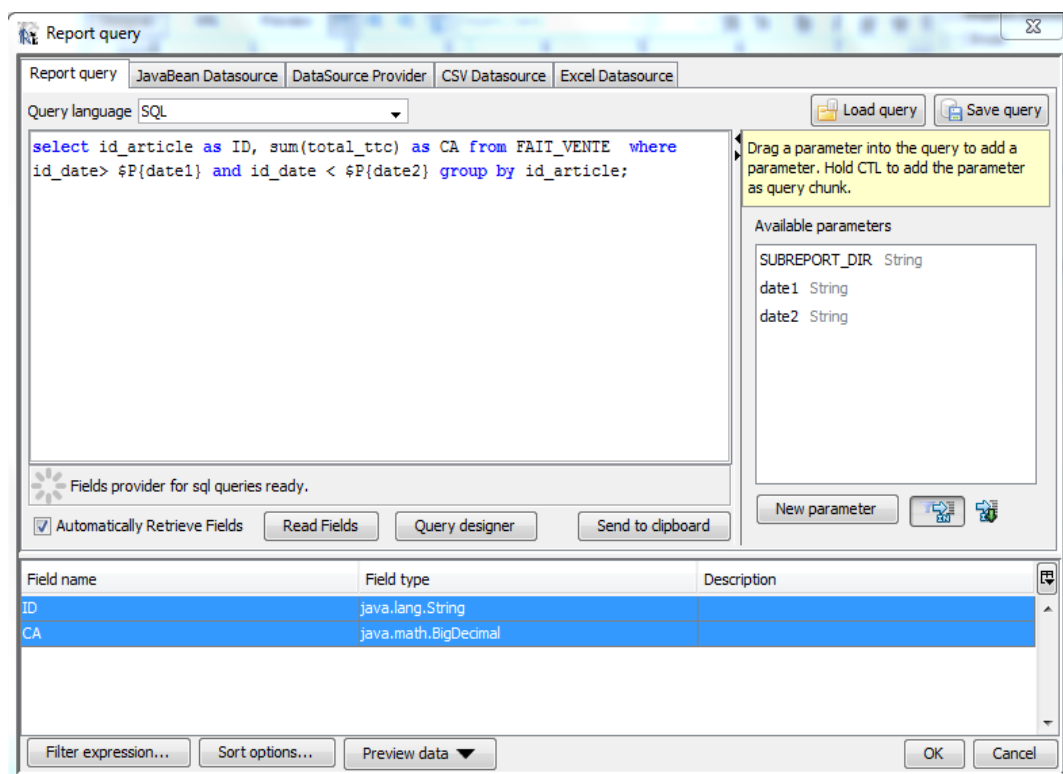 Report query
Report query JavaBean Datasource DataSource Provider CSV Datasource Excel Datasource
Query language SQL Load query Save query
select id_article as ID, sum(total_ttc) as CA from FAIT_VENTE  where
id_date> $P{date1} and id_date < $P{date2} group by id_article;
Drag a parameter into the query to add a
parameter. Hold CTL to add the parameter
as query chunk.
Available parameters
SUBREPORT_DIR String
date1 String
date2 String
Fields provider for sql queries ready.
Automatically Retrieve Fields Read Fields Query designer Send to clipboard
New parameter
Field name Field type Description
ID java.lang.String
CA java.math.BigDecimal
Filter expression... Sort options... Preview data OK Cancel